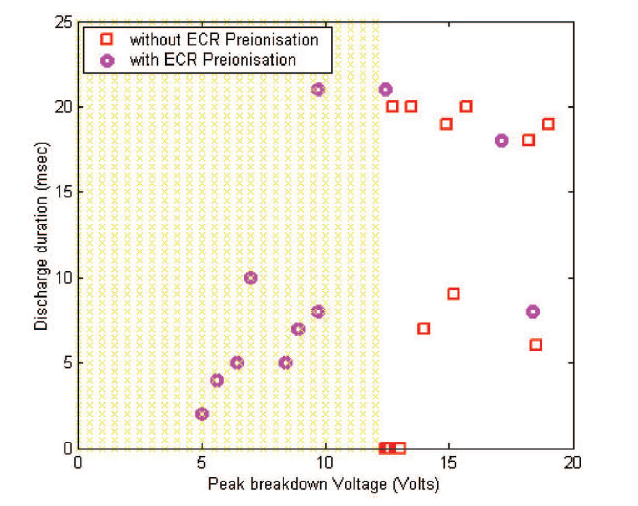 25
without ECR Preionisation
with ECR Preionisation
20
15
10
5
0
Discharge duration (msec)
0 5 10 15 20
Peak breakdown Voltage (Volts)